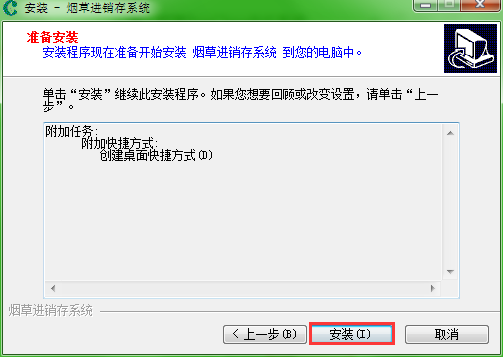 安装 - 烟草进销存系统
准备安装
安装程序现在准备开始安装 烟草进销存系统 到您的电脑中。
单击“安装”继续此安装程序。如果您想要回顾或改变设置，请单击“上一
步”。
附加任务:
附加快捷方式:
创建桌面快捷方式(D)
烟草进销存系统
< 上一步(B)
安装(I)
取消